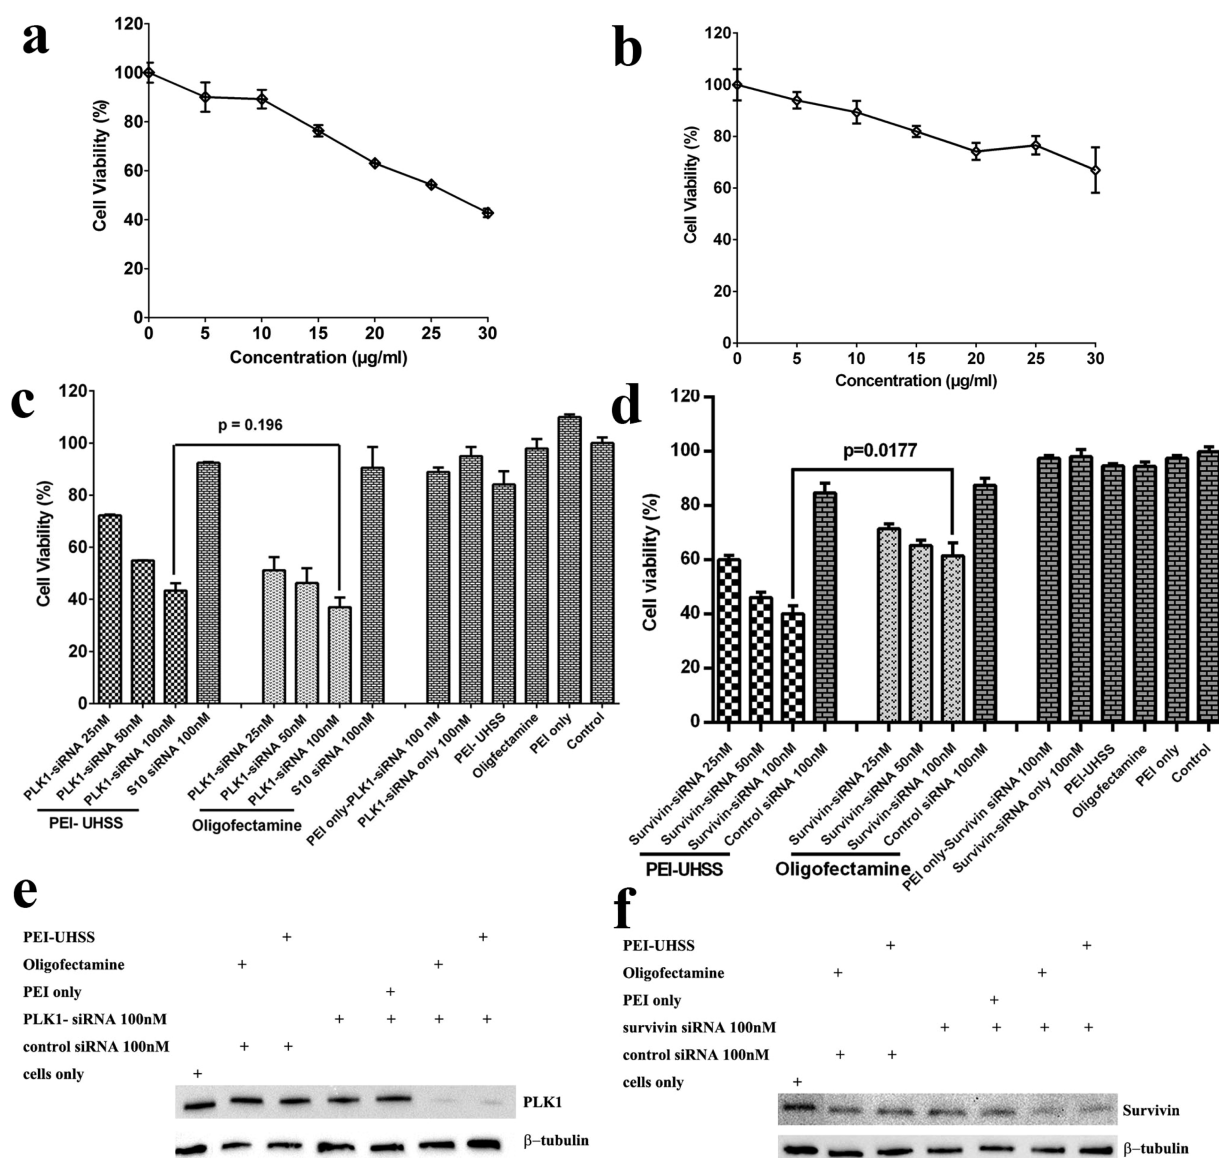 a
120
100
80
60
40
20
0
Cell Viability (%)
0 5 10 15 20 25 30
Concentration (µg/ml)
b
120
100
80
60
40
20
0
Cell Viability (%)
0 5 10 15 20 25 30
Concentration (µg/ml)
c
120
100
80
60
40
20
0
Cell Viability (%)
p = 0.196
PLK1-siRNA 25nM
PLK1-siRNA 50nM
PLK1-siRNA 100nM
S10 siRNA 100nM
PLK1-siRNA 25nM
PLK1-siRNA 50nM
PLK1-siRNA 100nM
S10 siRNA 100nM
PEI only-PLK1-siRNA 100 nM
PLK1-siRNA only 100nM
PEI- UHSS
Oligfectamine
PEI only
Control
PEI- UHSS
Oligofectamine
d
120
100
80
60
40
20
0
Cell viability (%)
p=0.0177
Survivin-siRNA 25nM
Survivin-siRNA 50nM
Survivin-siRNA 100nM
Control siRNA 100nM
Survivin-siRNA 25nM
Survivin-siRNA 50nM
Survivin-siRNA 100nM
Control siRNA 100nM
PEI only-Survivin siRNA 100nM
Survivin-siRNA only 100nM
PEI-UHSS
Oligofectamine
PEI only
Control
PEI-UHSS
Oligofectamine
e
PEI-UHSS + +
Oligofectamine + +
PEI only +
PLK1- siRNA 100nM + + + +
control siRNA 100nM + +
cells only +
PLK1
β-tubulin
f
PEI-UHSS + +
Oligofectamine + +
PEI only +
survivin siRNA 100nM + + + +
control siRNA 100nM + +
cells only +
Survivin
β-tubulin